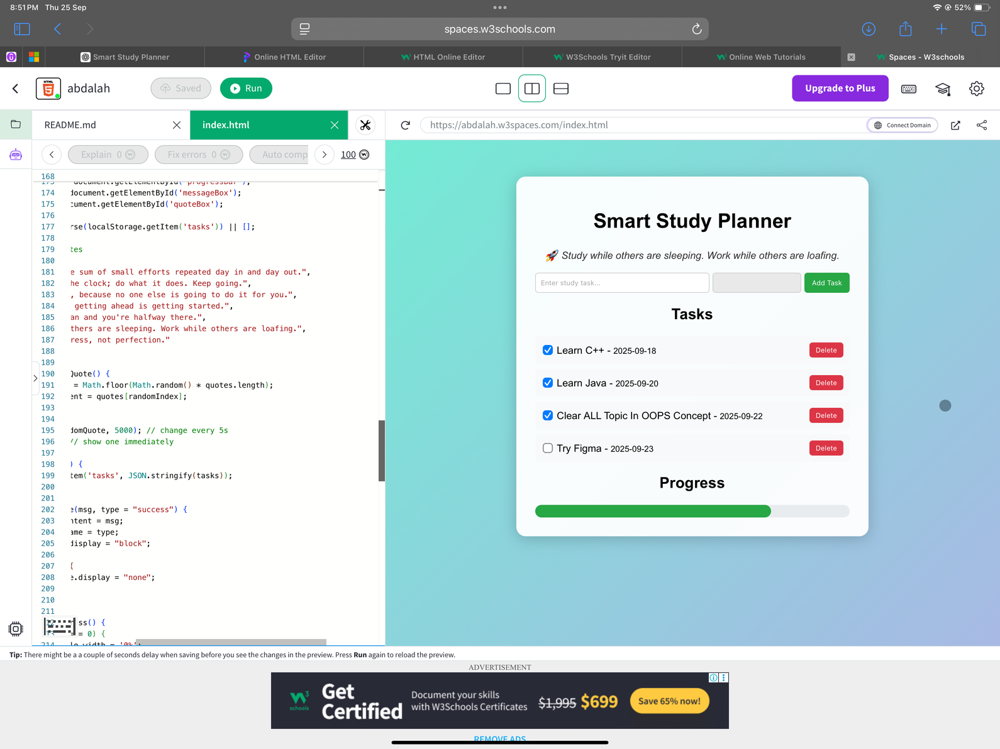 8:51 PM Thu 25 Sep
52%
spaces.w3schools.com
Smart Study Planner
Online HTML Editor
HTML Online Editor
W3Schools Tryit Editor
Online Web Tutorials
Spaces - W3schools
HTML
abdalah
Saved
Run
Upgrade to Plus
README.md
index.html
https://abdalah.w3spaces.com/index.html
Connect Domain
Explain 0
Fix errors 0
Auto comp
100
168
173 document.getElementById('progressBar');
174 document.getElementById('messageBox');
175 cument.getElementById('quoteBox');
176
177 rse(localStorage.getItem('tasks')) || [];
178
179 tes
180
181 e sum of small efforts repeated day in and day out.",
182 he clock; do what it does. Keep going.",
183 , because no one else is going to do it for you.",
184 getting ahead is getting started.",
185 an and you're halfway there.",
186 thers are sleeping. Work while others are loafing.",
187 ress, not perfection."
188
189
190 Quote() {
191 = Math.floor(Math.random() * quotes.length);
192 ent = quotes[randomIndex];
193
194
195 domQuote, 5000); // change every 5s
196 // show one immediately
197
198 ) {
199 tem('tasks', JSON.stringify(tasks));
200
201
202 e(msg, type = "success") {
203 ntent = msg;
204 ame = type;
205 display = "block";
206
207 {
208 e.display = "none";
209
210
211
ss() {
= 0) {
214 le.width = '0%';
Smart Study Planner
🚀 Study while others are sleeping. Work while others are loafing.
Enter study task...
Add Task
Tasks
Learn C++ - 2025-09-18
Delete
Learn Java - 2025-09-20
Delete
Clear ALL Topic In OOPS Concept - 2025-09-22
Delete
Try Figma - 2025-09-23
Delete
Progress
Tip: There might be a a couple of seconds delay when saving before you see the changes in the preview. Press Run again to reload the preview.
ADVERTISEMENT
W3 schools
Get
Certified
Document your skills
with W3Schools Certificates
$1,995 $699
Save 65% now!
REMOVE ADS